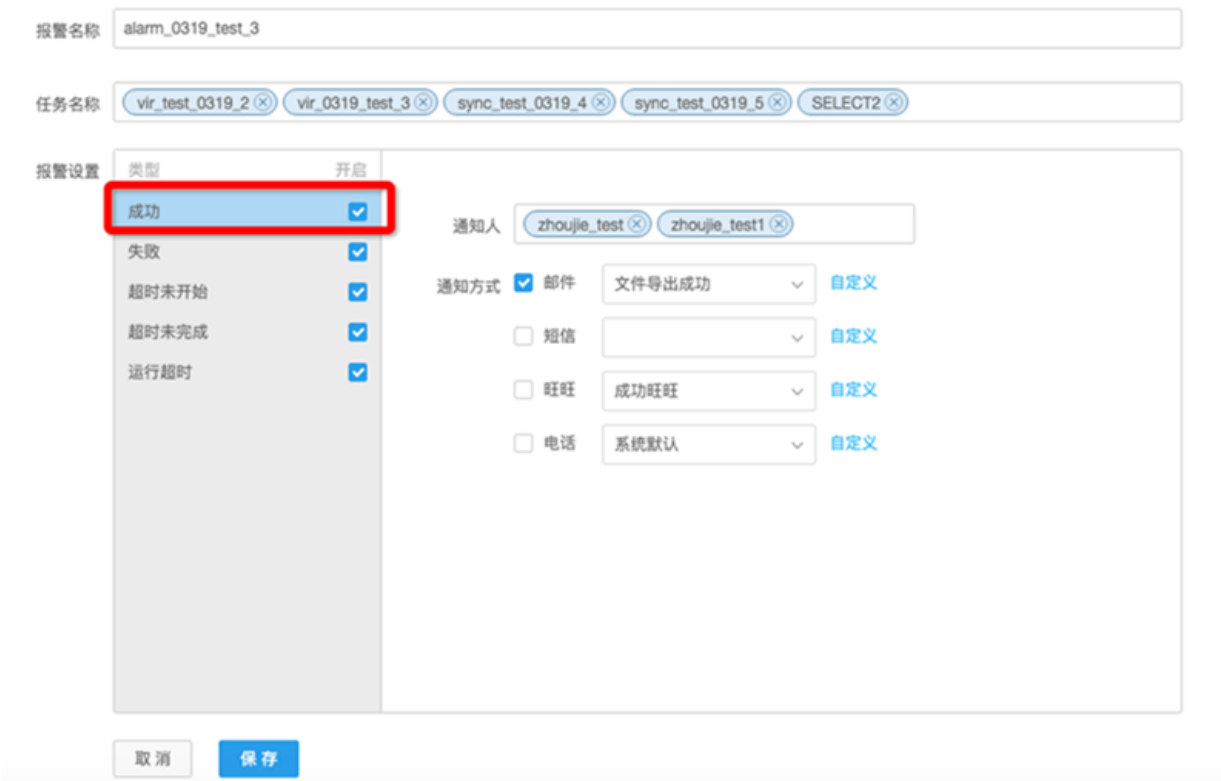 报警名称 alarm_0319_test_3
任务名称 vir_test_0319_2 vir_0319_test_3 sync_test_0319_4 sync_test_0319_5 SELECT2
报警设置 类型 开启
成功
通知人 zhoujie_test zhoujie_test1
失败
通知方式 邮件 文件导出成功 自定义
超时未开始
超时未完成
短信 自定义
运行超时
旺旺 成功旺旺 自定义
电话 系统默认 自定义
取消 保存